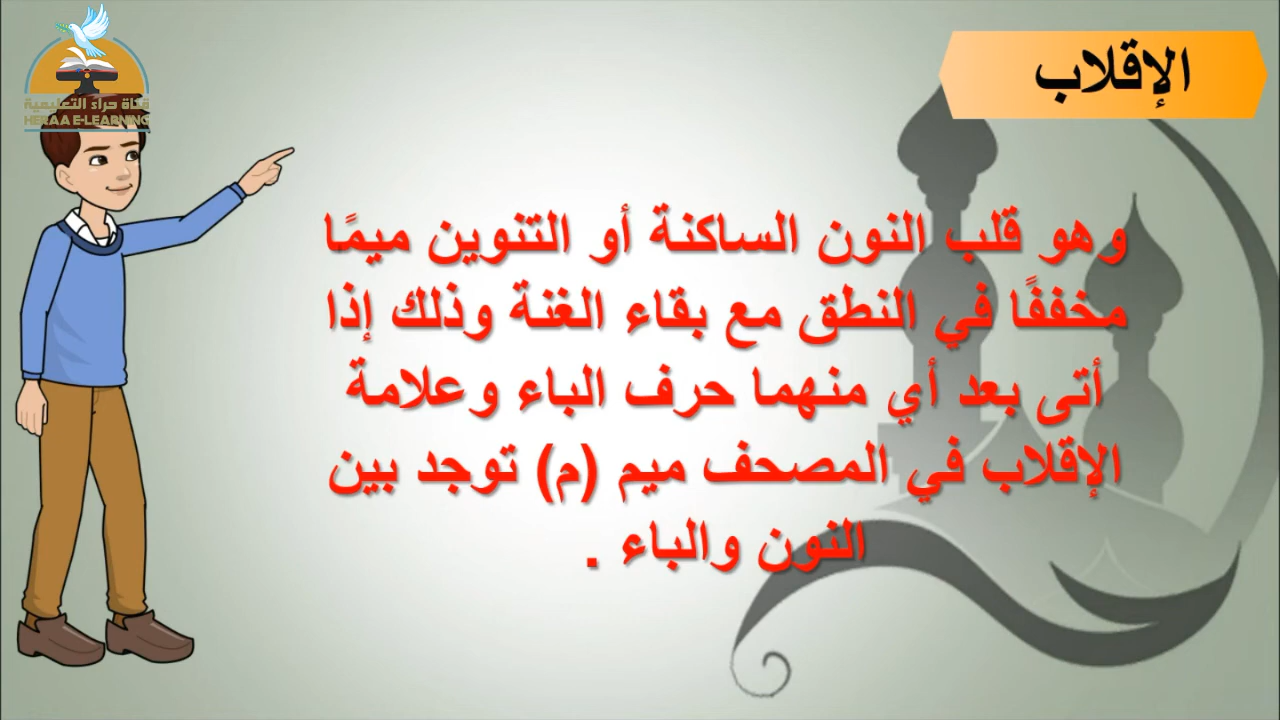 الإقلاب
قناة حراء التعليمية
HERAA E-LEARNING
وهو قلب النون الساكنة أو التنوين ميمًا
مخففًا في النطق مع بقاء الغنة وذلك إذا
أتى بعد أي منهما حرف الباء وعلامة
الإقلاب في المصحف ميم (م) توجد بين
النون والباء .